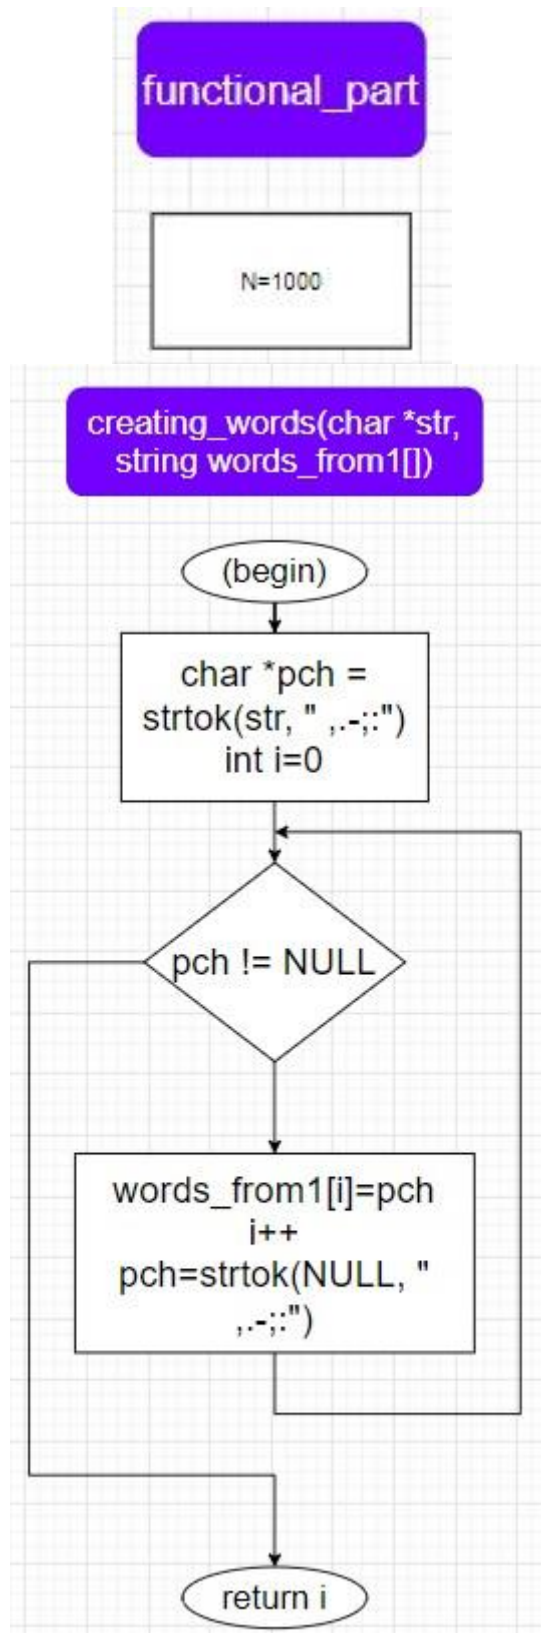 functional_part
N=1000
creating_words(char *str,
string words_from1[])
(begin)
char *pch =
strtok(str, " ,.-;:")
int i=0
pch != NULL
words_from1[i]=pch
i++
pch=strtok(NULL, "
,.-;:")
return i